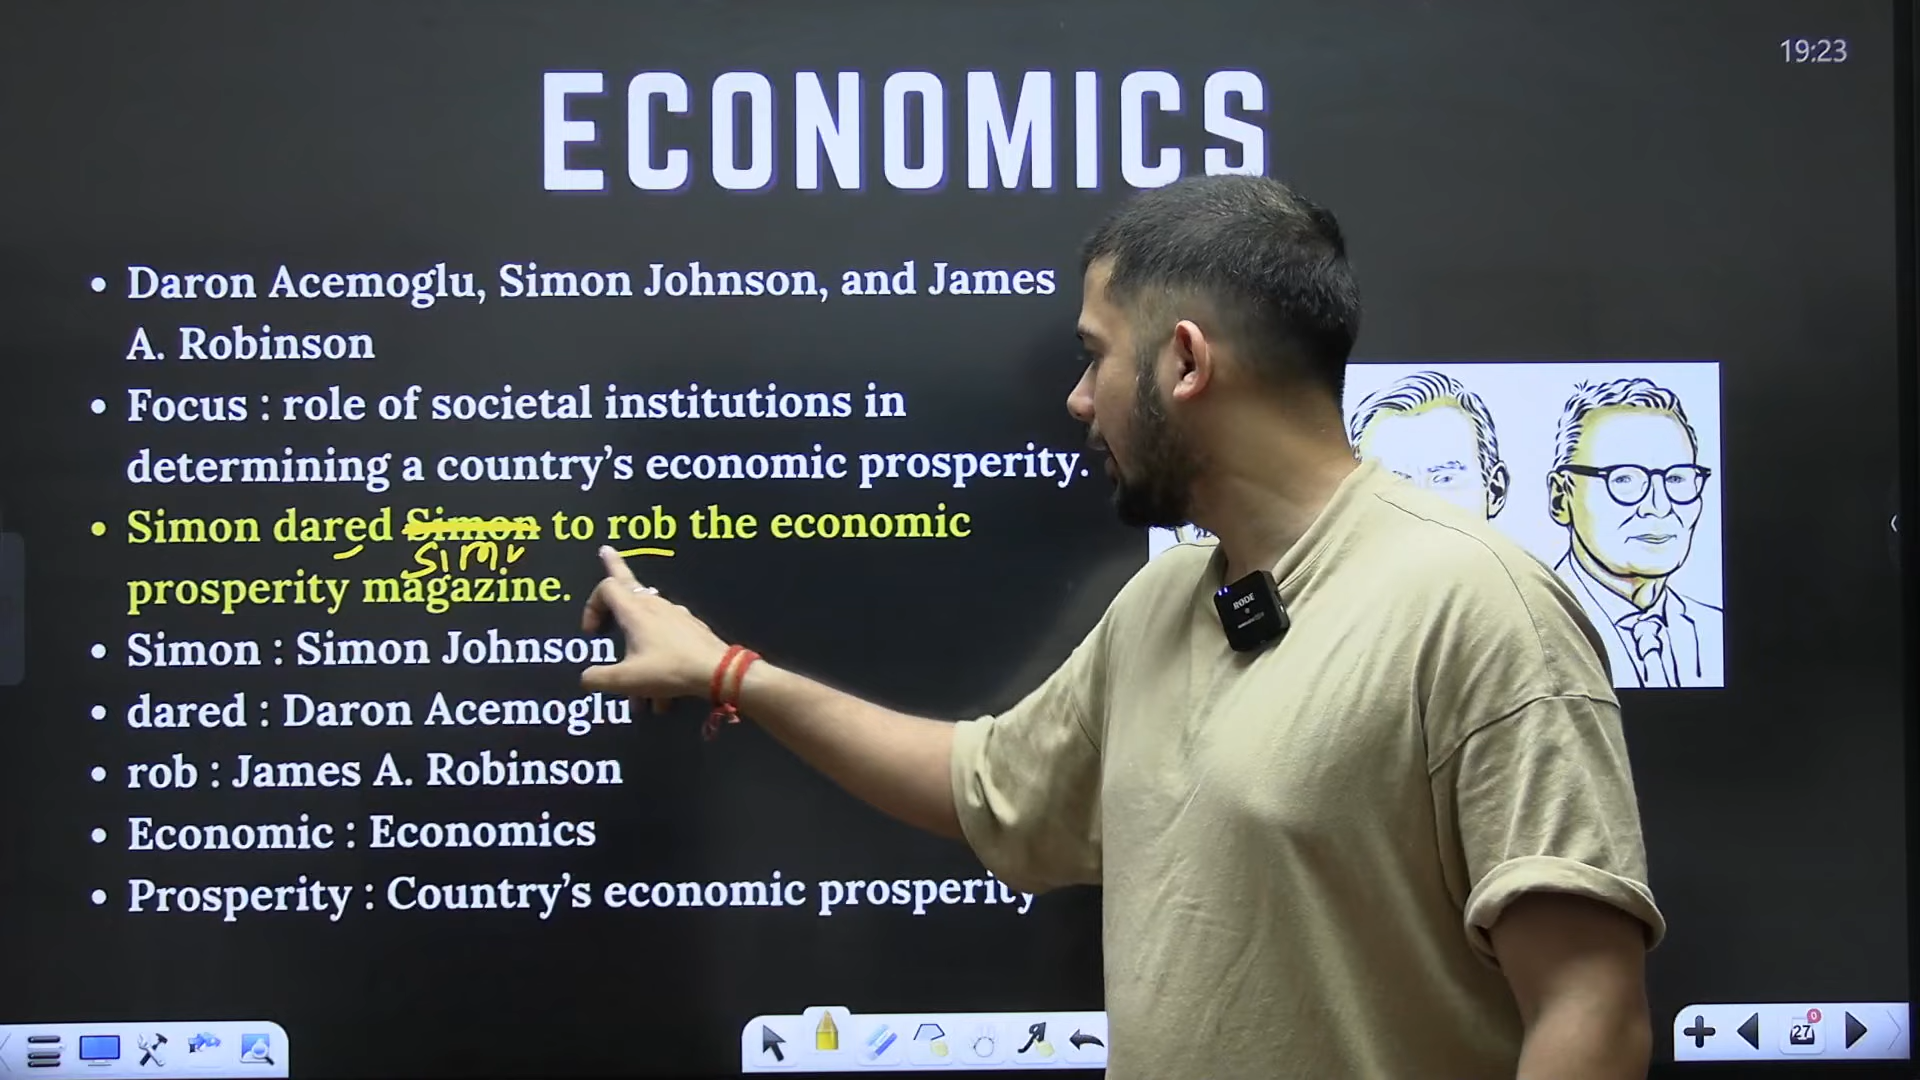 19:23
ECONOMICS
• Daron Acemoglu, Simon Johnson, and James
A. Robinson
• Focus : role of societal institutions in
determining a country’s economic prosperity.
• Simon dared Simon to rob the economic
prosperity magazine.
• Simon : Simon Johnson
• dared : Daron Acemoglu
• rob : James A. Robinson
• Economic : Economics
• Prosperity : Country’s economic prosperity
RØDE
27
0